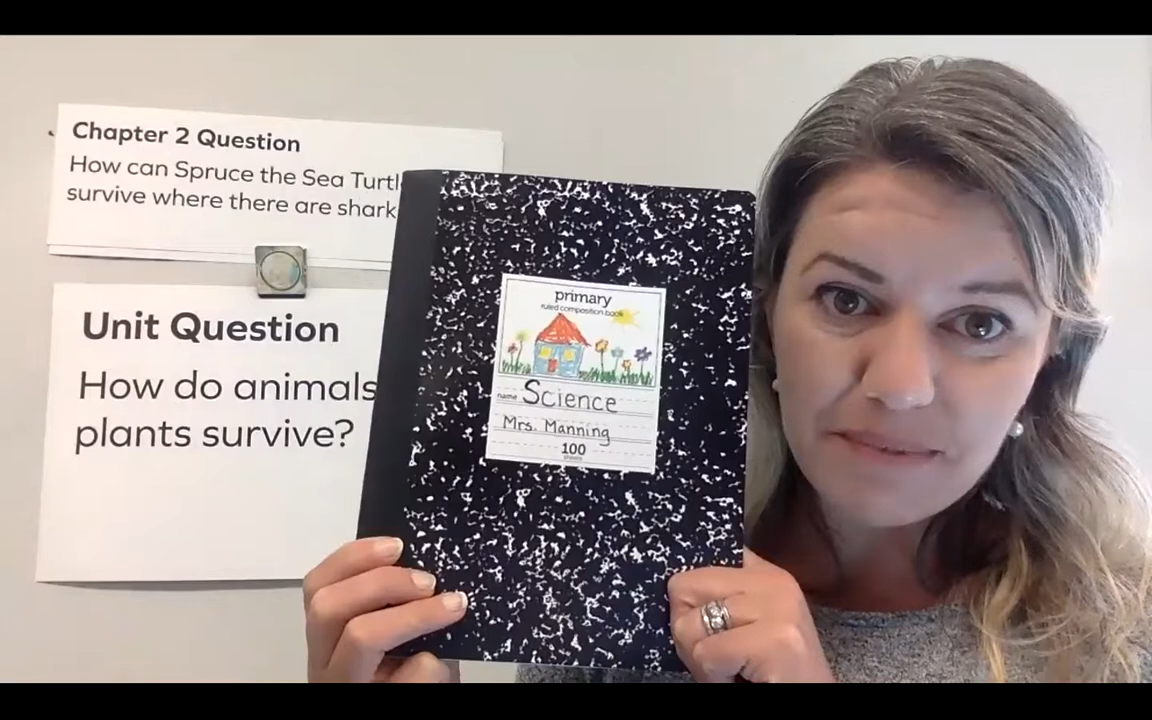 Chapter 2 Question
How can Spruce the Sea Turtl
survive where there are shark
Unit Question
How do animals
plants survive?
primary
ruled composition book
name Science
Mrs. Manning
100
sheets